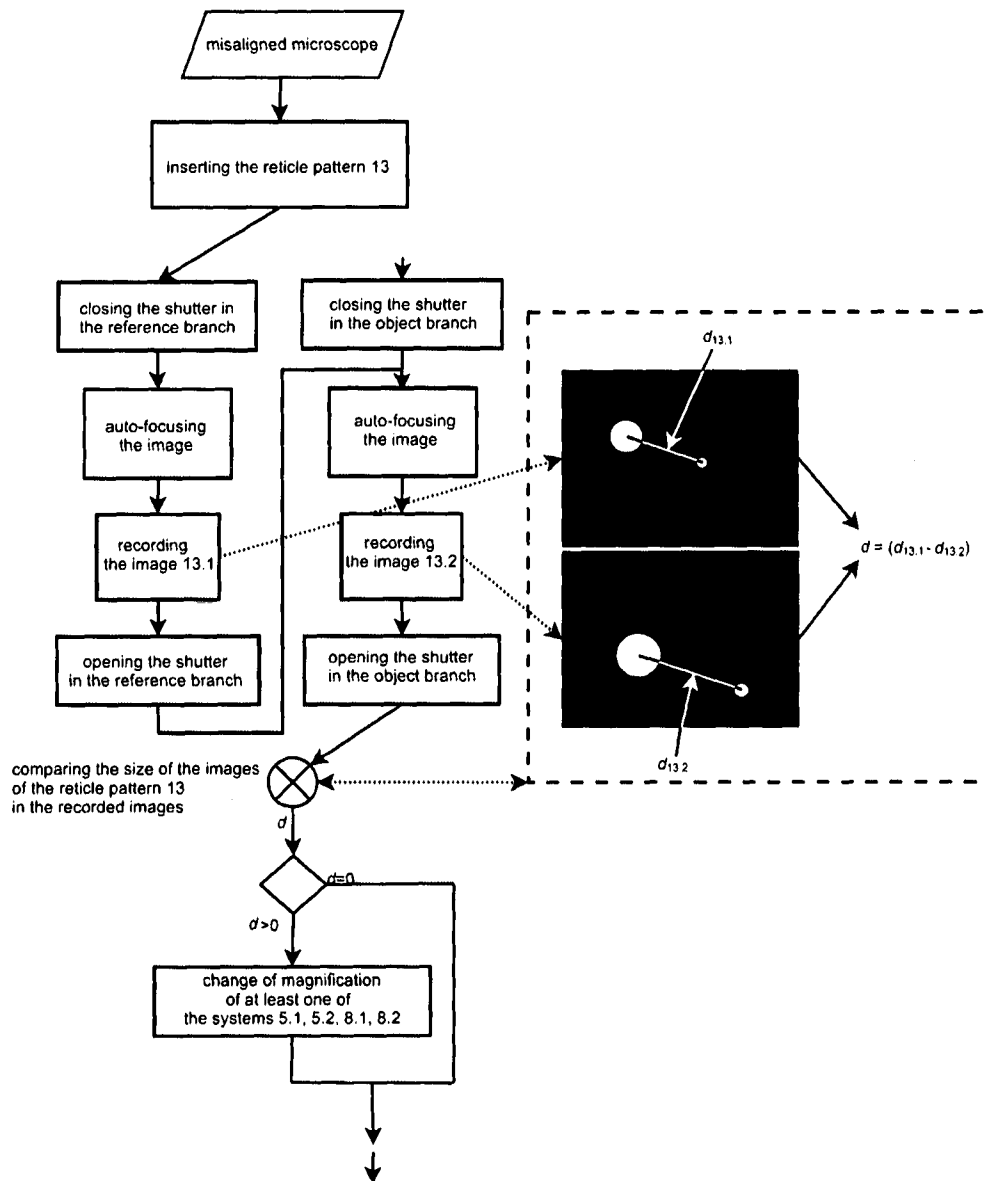 misaligned microscope
inserting the reticle pattern 13
closing the shutter in
the reference branch
auto-focusing
the image
recording
the image 13.1
opening the shutter
in the reference branch
closing the shutter
in the object branch
auto-focusing
the image
recording
the image 13.2
opening the shutter
in the object branch
d13.1
d = (d13.1 - d13.2)
d13.2
comparing the size of the images
of the reticle pattern 13
in the recorded images
d
d=0
d>0
change of magnification
of at least one of
the systems 5.1, 5.2, 8.1, 8.2